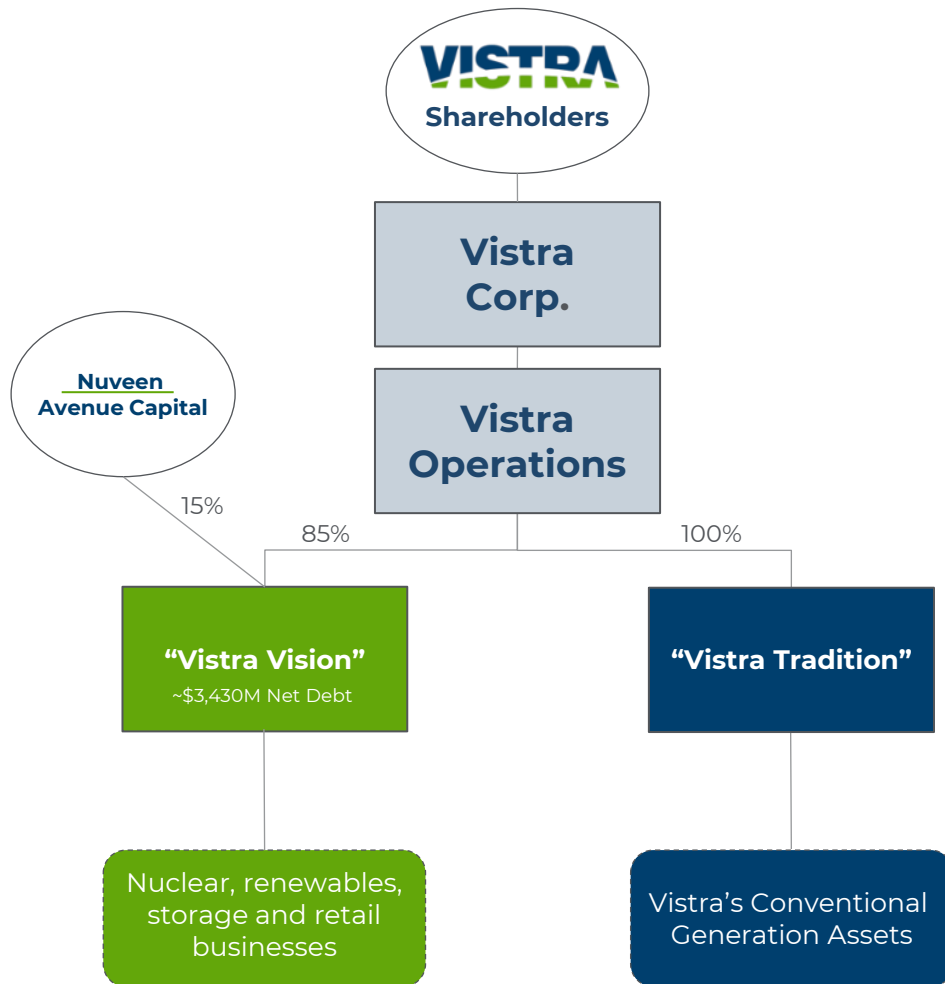 VISTRA
Shareholders
Vistra
Corp.
Nuveen
Avenue Capital
Vistra
Operations
15%
85%
100%
“Vistra Vision”
~$3,430M Net Debt
“Vistra Tradition”
Nuclear, renewables,
storage and retail
businesses
Vistra’s Conventional
Generation Assets